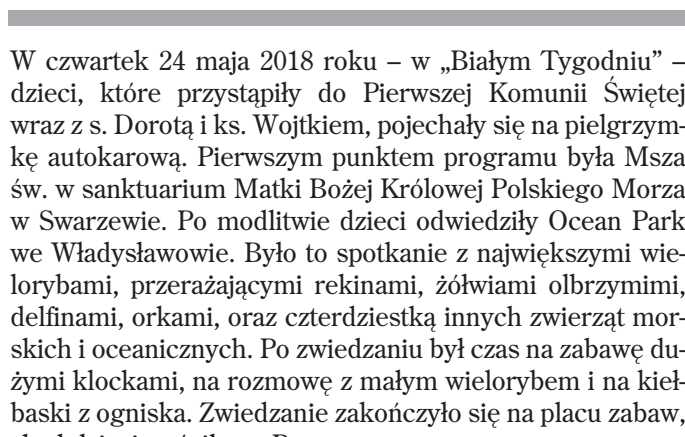 W czwartek 24 maja 2018 roku – w „Białym Tygodniu” –
dzieci, które przystąpiły do Pierwszej Komunii Świętej
wraz z s. Dorotą i ks. Wojtkiem, pojechały się na pielgrzym-
kę autokarową. Pierwszym punktem programu była Msza
św. w sanktuarium Matki Bożej Królowej Polskiego Morza
w Swarzewie. Po modlitwie dzieci odwiedziły Ocean Park
we Władysławowie. Było to spotkanie z największymi wie-
lorybami, przerażającymi rekinami, żółwiami olbrzymimi,
delfinami, orkami, oraz czterdziestką innych zwierząt mor-
skich i oceanicznych. Po zwiedzaniu był czas na zabawę du-
żymi klockami, na rozmowę z małym wielorybem i na kieł-
baski z ogniska. Zwiedzanie zakończyło się na placu zabaw,